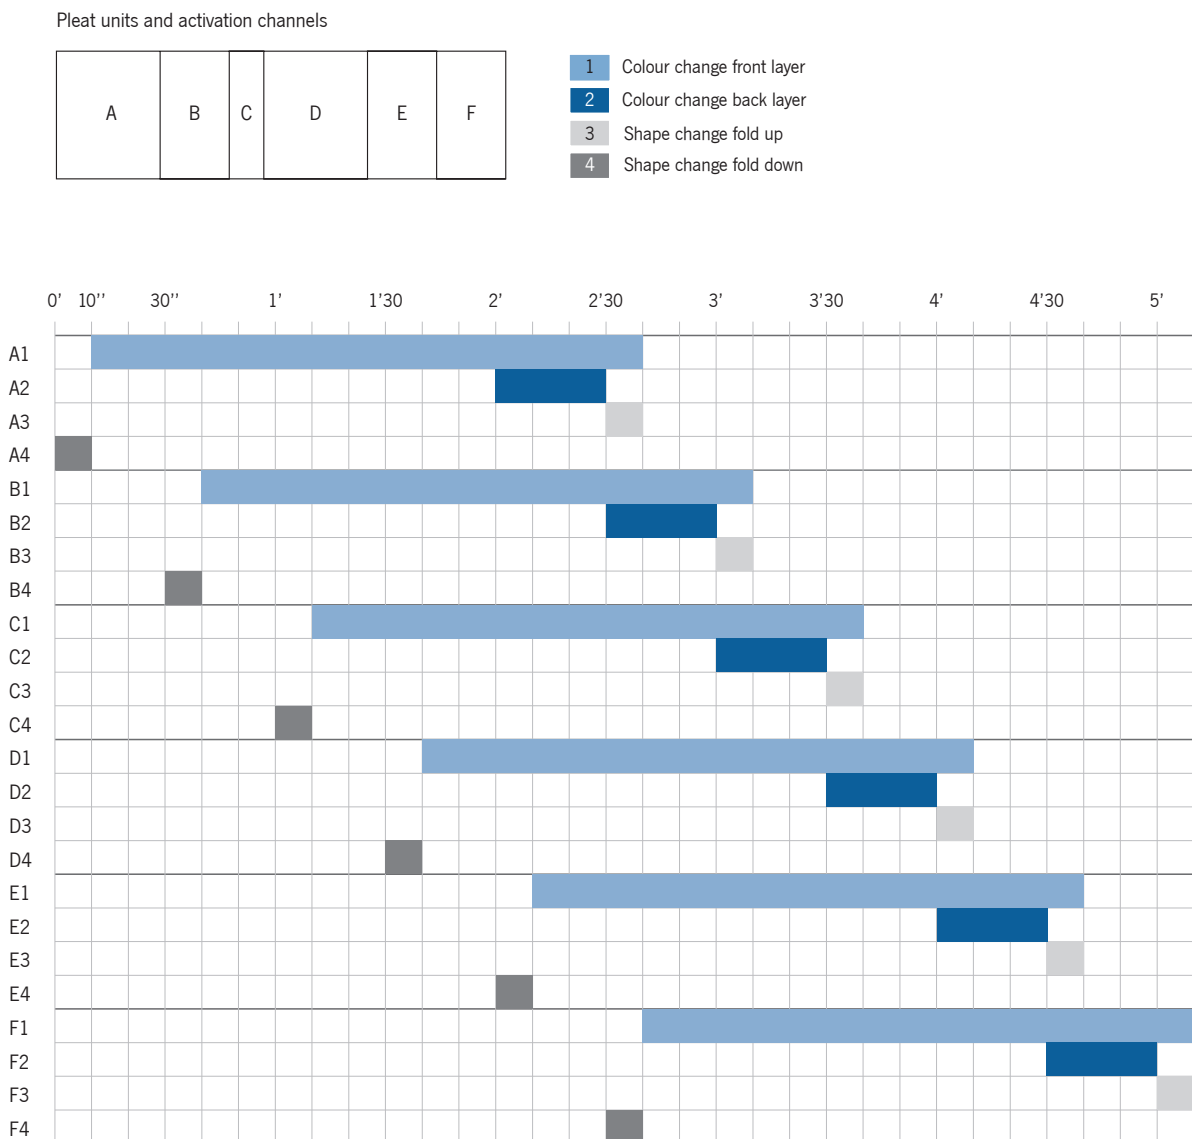 Pleat units and activation channels
A B C D E F
1 Colour change front layer
2 Colour change back layer
3 Shape change fold up
4 Shape change fold down
0' 10'' 30'' 1' 1'30 2' 2'30 3' 3'30 4' 4'30 5'
A1
A2
A3
A4
B1
B2
B3
B4
C1
C2
C3
C4
D1
D2
D3
D4
E1
E2
E3
E4
F1
F2
F3
F4